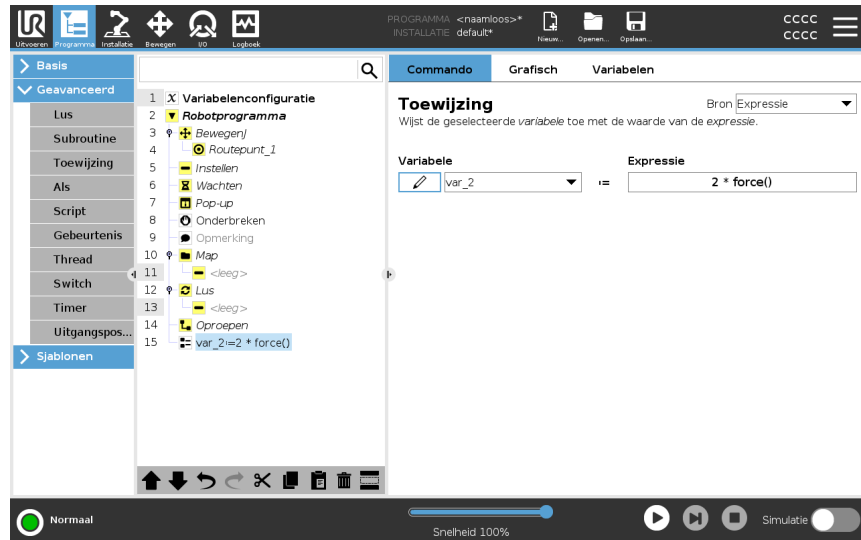 UR
Uitvoeren Programma Installatie Bewegen I/O Logboek
PROGRAMMA <naamloos>*
INSTALLATIE default*
Nieuw... Openen... Opslaan...
cccc
cccc
Basis
Geavanceerd
Lus
Subroutine
Toewijzing
Als
Script
Gebeurtenis
Thread
Switch
Timer
Uitgangspos...
Sjablonen
1 X Variabelenconfiguratie
2 Robotprogramma
3 BewegenJ
4 Routepunt_1
5 Instellen
6 Wachten
7 Pop-up
8 Onderbreken
9 Opmerking
10 Map
11 <leeg>
12 Lus
13 <leeg>
14 Oproepen
15 var_2:=2 * force()
Commando Grafisch Variabelen
Toewijzing
Bron Expressie
Wijst de geselecteerde variabele toe met de waarde van de expressie.
Variabele Expressie
var_2 := 2 * force()
Normaal
Snelheid 100%
Simulatie